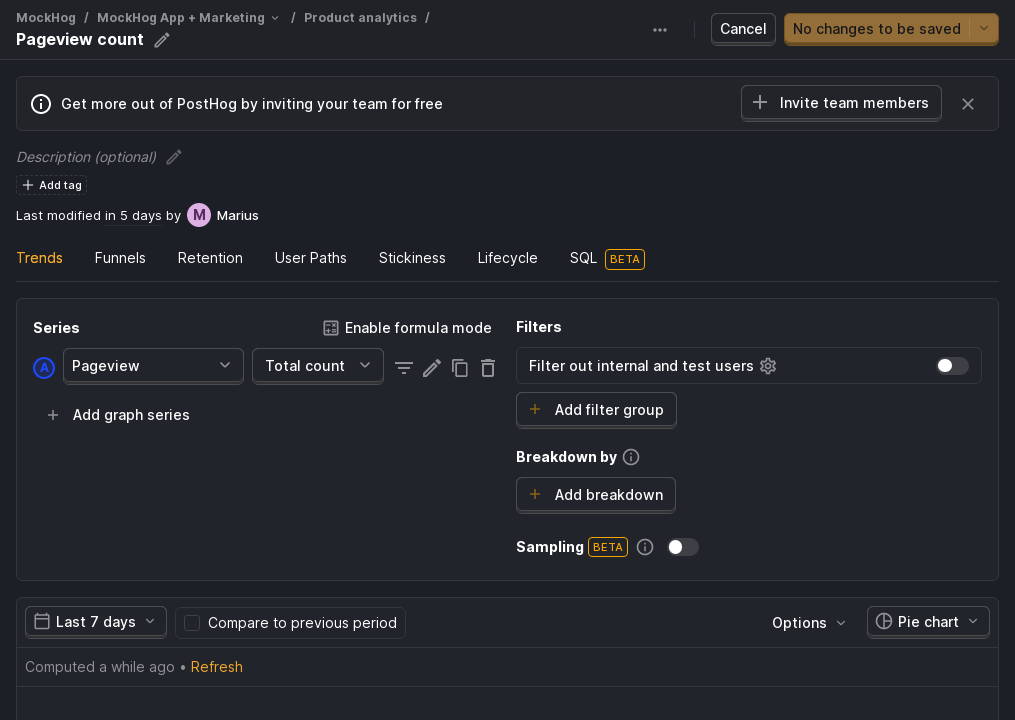 MockHog / MockHog App + Marketing / Product analytics /
Pageview count
Cancel
No changes to be saved
Get more out of PostHog by inviting your team for free
Invite team members
Description (optional)
Add tag
Last modified in 5 days by M Marius
Trends Funnels Retention User Paths Stickiness Lifecycle SQL BETA
Series
Enable formula mode
A Pageview Total count
Add graph series
Filters
Filter out internal and test users
Add filter group
Breakdown by
Add breakdown
Sampling BETA
Last 7 days
Compare to previous period
Options
Pie chart
Computed a while ago • Refresh